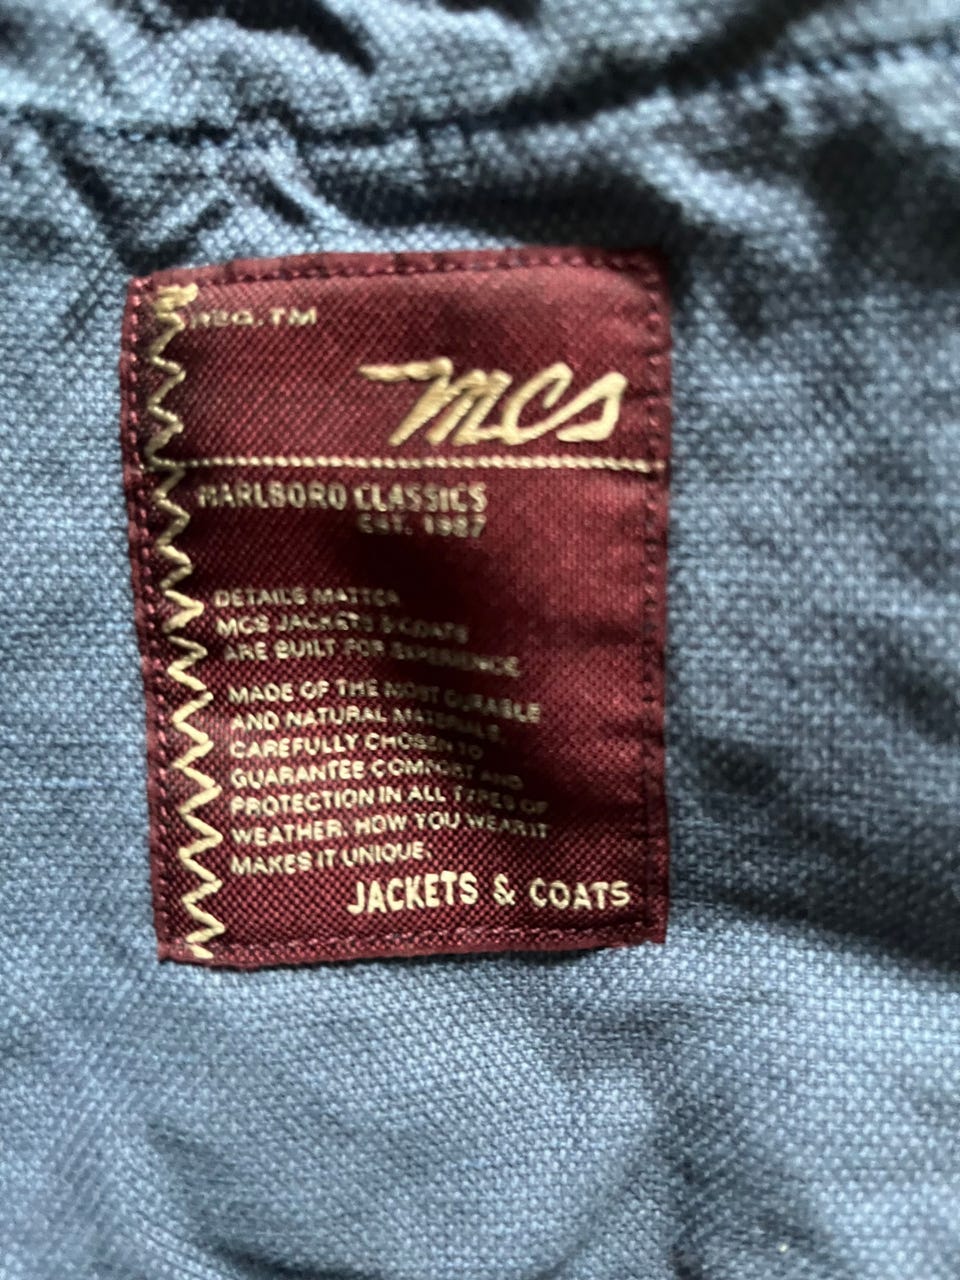 REG. TM
MCS
MARLBORO CLASSICS
EST. 1987
DETAILS MATTER
MCS JACKETS & COATS
ARE BUILT FOR EXPERIENCE.
MADE OF THE MOST DURABLE
AND NATURAL MATERIALS,
CAREFULLY CHOSEN TO
GUARANTEE COMFORT AND
PROTECTION IN ALL TYPES OF
WEATHER. HOW YOU WEAR IT
MAKES IT UNIQUE.
JACKETS & COATS